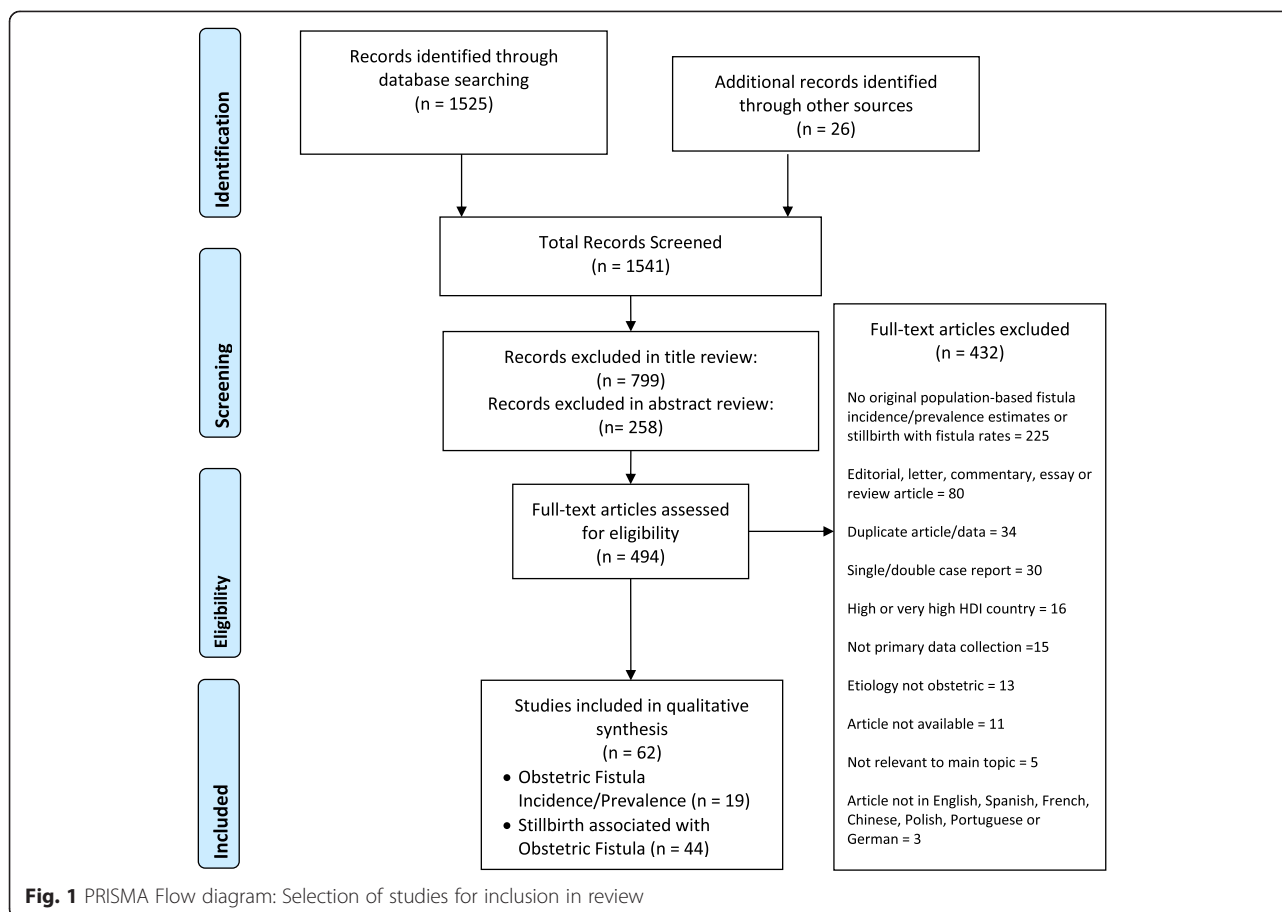 Identification
Records identified through
database searching
(n = 1525)
Additional records identified
through other sources
(n = 26)
Total Records Screened
(n = 1541)
Screening
Records excluded in title review:
(n = 799)
Records excluded in abstract review:
(n= 258)
Eligibility
Full-text articles assessed
for eligibility
(n = 494)
Full-text articles excluded
(n = 432)
No original population-based fistula
incidence/prevalence estimates or
stillbirth with fistula rates = 225
Editorial, letter, commentary, essay or
review article = 80
Duplicate article/data = 34
Single/double case report = 30
High or very high HDI country = 16
Not primary data collection =15
Etiology not obstetric = 13
Article not available = 11
Not relevant to main topic = 5
Article not in English, Spanish, French,
Chinese, Polish, Portuguese or
German = 3
Included
Studies included in qualitative
synthesis
(n = 62)
• Obstetric Fistula
Incidence/Prevalence (n = 19)
• Stillbirth associated with
Obstetric Fistula (n = 44)
Fig. 1 PRISMA Flow diagram: Selection of studies for inclusion in review